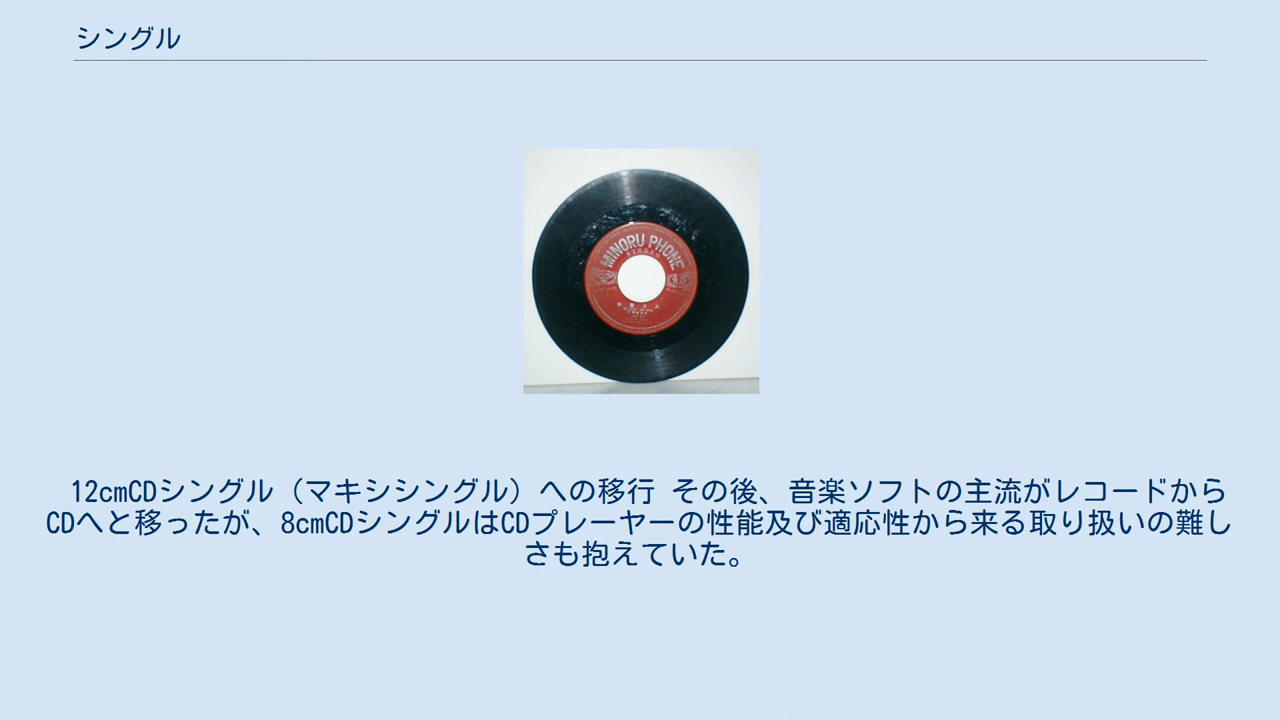 シングル
MINORU PHONE
STEREO
12cmCDシングル（マキシシングル）への移行 その後、音楽ソフトの主流がレコードから
CDへと移ったが、8cmCDシングルはCDプレーヤーの性能及び適応性から来る取り扱いの難し
さも抱えていた。